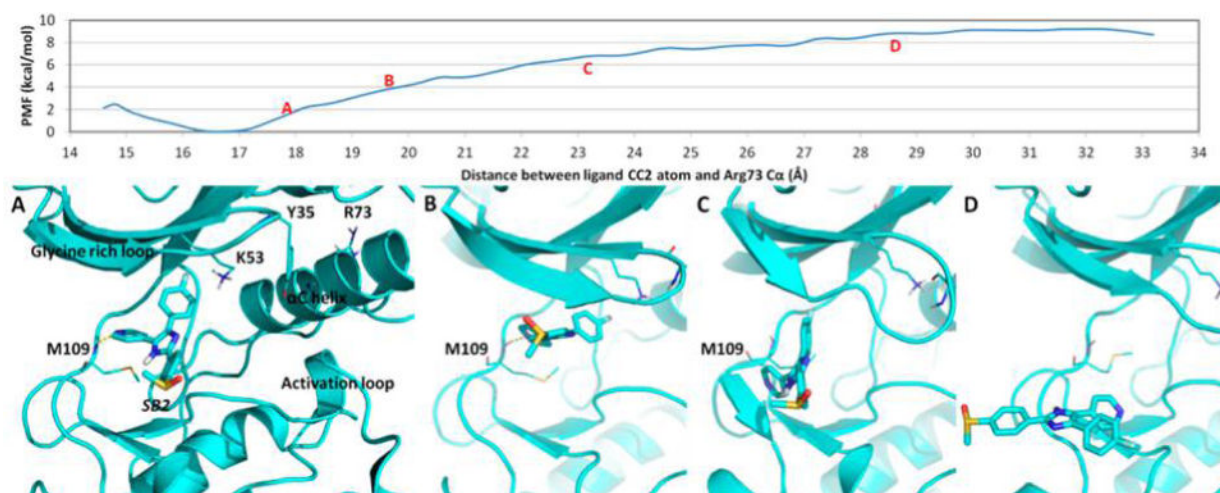 PMF (kcal/mol)
10
8
6
4
2
0
A
B
C
D
14 15 16 17 18 19 20 21 22 23 24 25 26 27 28 29 30 31 32 33 34
Distance between ligand CC2 atom and Arg73 Cα (Å)
A
Y35
R73
Glycine rich loop
K53
αC helix
M109
Activation loop
SB2
B
M109
C
M109
D